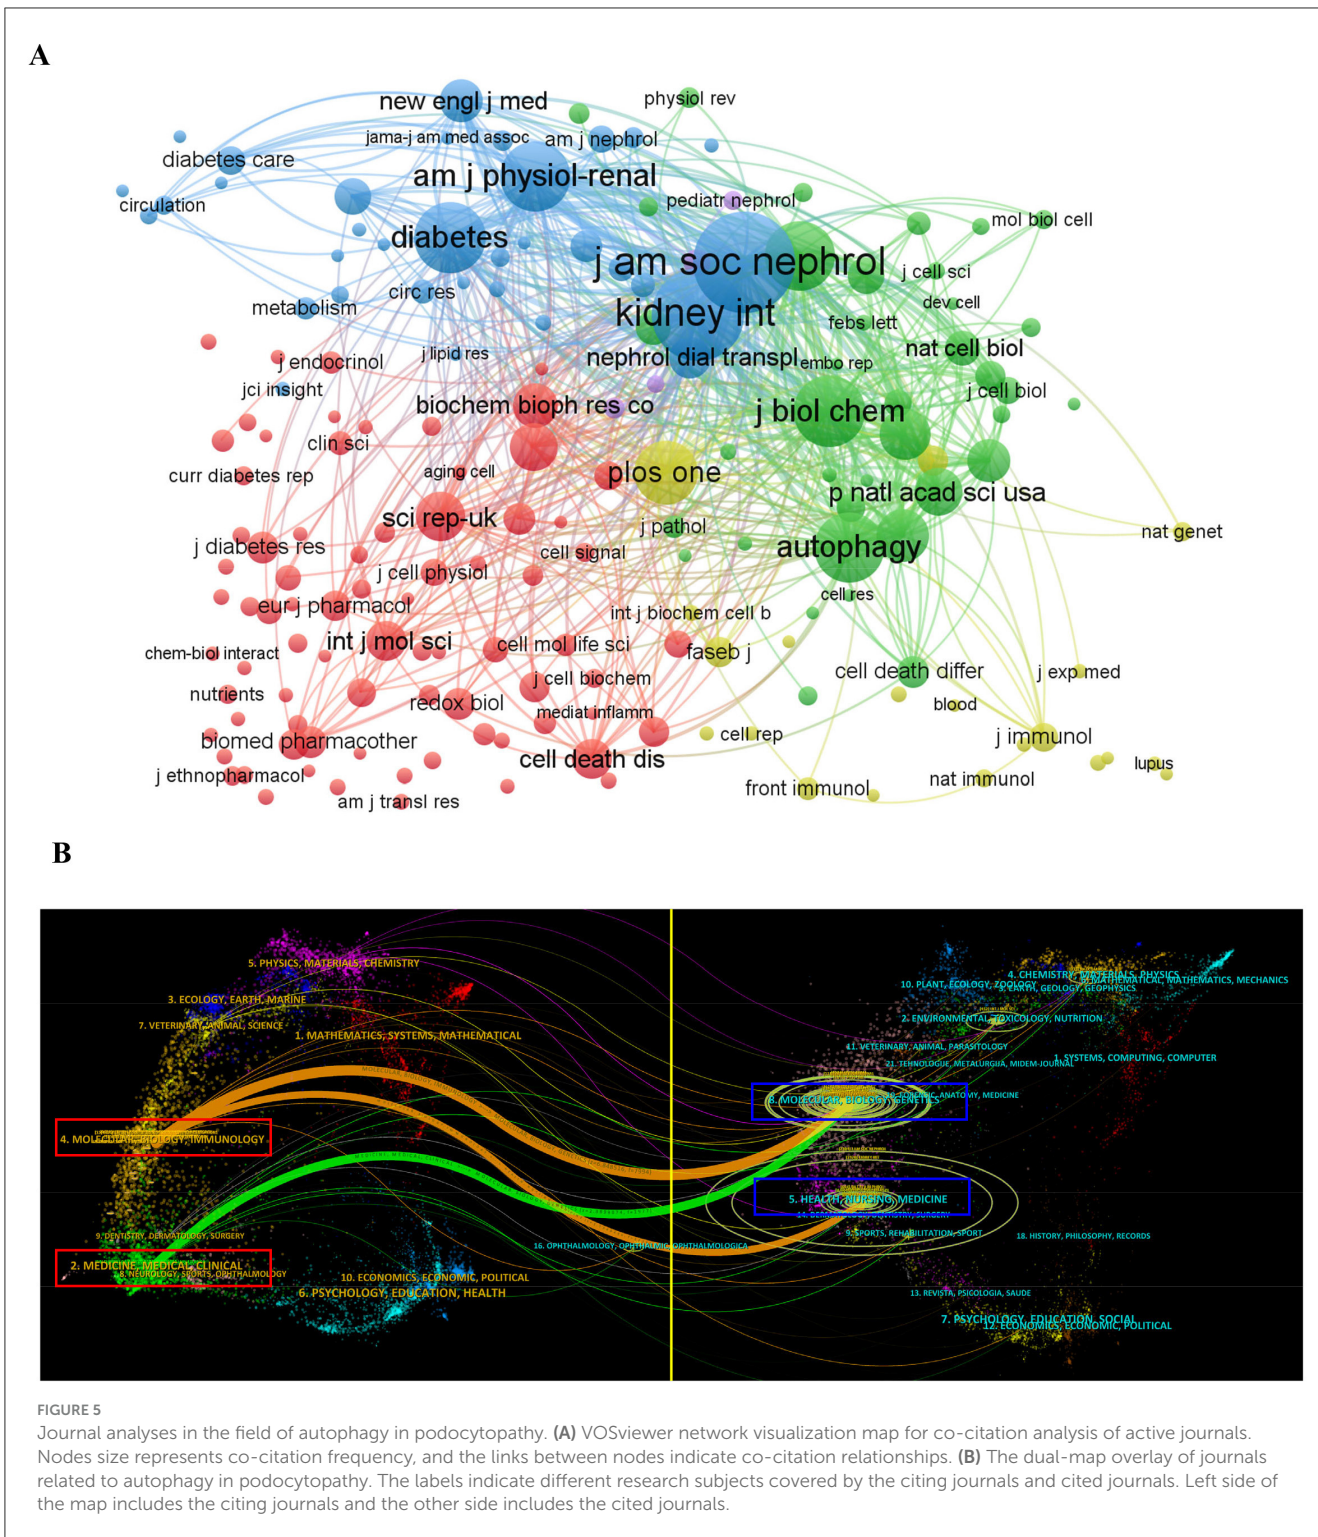 A
new engl j med
physiol rev
jama-j am med assoc
am j nephrol
diabetes care
am j physiol-renal
pediatr nephrol
circulation
mol biol cell
diabetes
j am soc nephrol
j cell sci
circ res
dev cell
metabolism
kidney int
febs lett
j lipid res
nephrol dial transpl
embo rep
nat cell biol
j endocrinol
jci insight
j cell biol
biochem bioph res co
j biol chem
clin sci
curr diabetes rep
aging cell
plos one
p natl acad sci usa
sci rep-uk
j pathol
nat genet
j diabetes res
cell signal
autophagy
j cell physiol
cell res
eur j pharmacol
int j biochem cell b
int j mol sci
cell mol life sci
faseb j
chem-biol interact
cell death differ
j exp med
nutrients
j cell biochem
redox biol
mediat inflamm
blood
biomed pharmacother
cell rep
j immunol
cell death dis
lupus
j ethnopharmacol
nat immunol
front immunol
am j transl res
B
5. PHYSICS, MATERIALS, CHEMISTRY
3. ECOLOGY, EARTH, MARINE
7. VETERINARY, ANIMAL, SCIENCE
1. MATHEMATICS, SYSTEMS, MATHEMATICAL
4. MOLECULAR, BIOLOGY, IMMUNOLOGY
9. DENTISTRY, DERMATOLOGY, SURGERY
2. MEDICINE, MEDICAL, CLINICAL
8. NEUROLOGY, SPORTS, OPHTHALMOLOGY
10. ECONOMICS, ECONOMIC, POLITICAL
6. PSYCHOLOGY, EDUCATION, HEALTH
4. CHEMISTRY, MATERIALS, PHYSICS
MATHEMATICAL, MATHEMATICS, MECHANICS
10. PLANT, ECOLOGY, ZOOLOGY
EARTH, GEOLOGY, GEOPHYSICS
2. ENVIRONMENTAL, TOXICOLOGY, NUTRITION
11. VETERINARY, ANIMAL, PARASITOLOGY
1. SYSTEMS, COMPUTING, COMPUTER
21. TEHNOLOGUE, METALURGIJA, MIDEM-JOURNAL
8. MOLECULAR, BIOLOGY, GENETICS
ANATOMY, MEDICINE
5. HEALTH, NURSING, MEDICINE
9. SPORTS, REHABILITATION, SPORT
18. HISTORY, PHILOSOPHY, RECORDS
16. OPHTHALMOLOGY, OPHTHALMIC, OPHTHALMOLOGICA
13. REVISTA, PSICOLOGIA, SAUDE
7. PSYCHOLOGY, EDUCATION, SOCIAL
12. ECONOMICS, ECONOMIC, POLITICAL
FIGURE 5
Journal analyses in the field of autophagy in podocytopathy. (A) VOSviewer network visualization map for co-citation analysis of active journals.
Nodes size represents co-citation frequency, and the links between nodes indicate co-citation relationships. (B) The dual-map overlay of journals
related to autophagy in podocytopathy. The labels indicate different research subjects covered by the citing journals and cited journals. Left side of
the map includes the citing journals and the other side includes the cited journals.